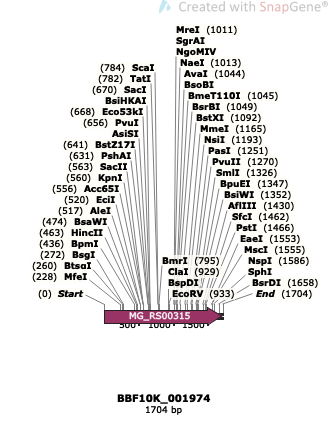 Created with SnapGene®
MreI (1011)
SgrAI
NgoMIV
NaeI (1013)
AvaI (1044)
BsoBI
BmeT110I (1045)
BsrBI (1049)
BstXI (1092)
MmeI (1165)
NsiI (1193)
PasI (1251)
PvuII (1270)
SmlI (1326)
BpuEI (1347)
BsiWI (1352)
AflIII (1430)
SfcI (1462)
PstI (1466)
EaeI (1553)
MscI (1555)
NspI (1586)
SphI
BsrDI (1658)
End (1704)
(784) ScaI
(782) TatI
(670) SacI
BsiHKAI
(668) Eco53kI
(656) PvuI
AsiSI
(641) BstZ17I
(631) PshAI
(563) SacII
(560) KpnI
(556) Acc65I
(520) EciI
(517) AleI
(474) BsaWI
(463) HincII
(436) BpmI
(272) BsgI
(260) BtsαI
(228) MfeI
(0) Start
BmrI (795)
ClaI (929)
BspDI
EcoRV (933)
MG_RS00315
500
1000
1500
BBF10K_001974
1704 bp